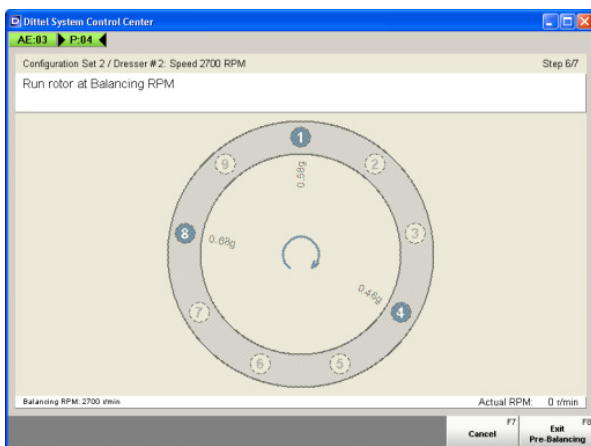 Dittel System Control Center
AE:03 P:04
Configuration Set 2 / Dresser #2: Speed 2700 RPM Step 6/7
Run rotor at Balancing RPM
1
9 2
0.58g
8 0.68g 3
0.46g
7 4
6 5
Balancing RPM: 2700 r/min Actual RPM: 0 r/min
F7 F8
Cancel Exit
Pre-Balancing